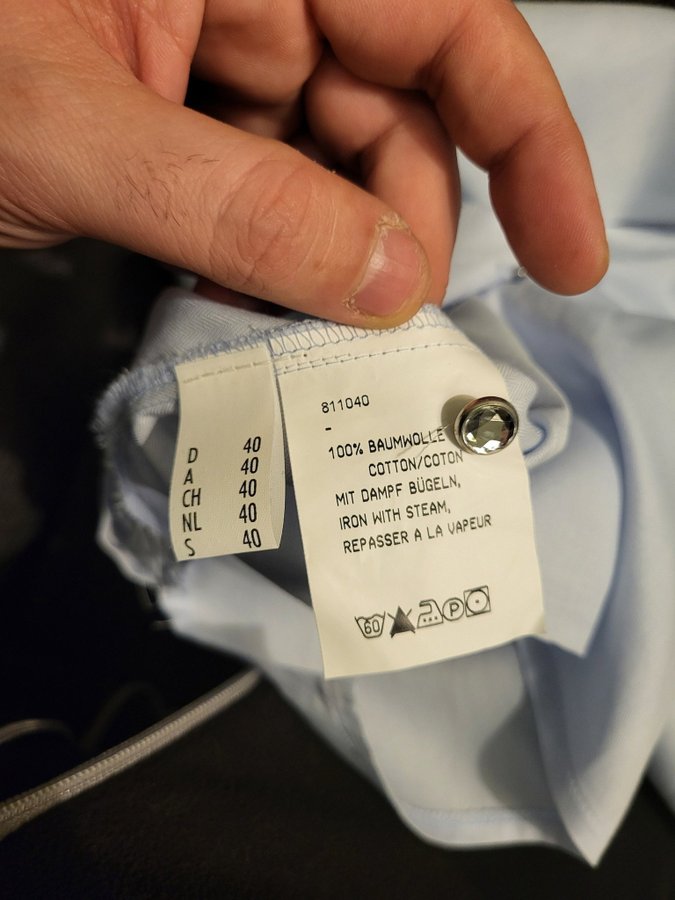 D 40
A 40
CH 40
NL 40
S 40
811040
-
100% BAUMWOLLE
COTTON/COTON
MIT DAMPF BÜGELN,
IRON WITH STEAM,
REPASSER A LA VAPEUR
60 P